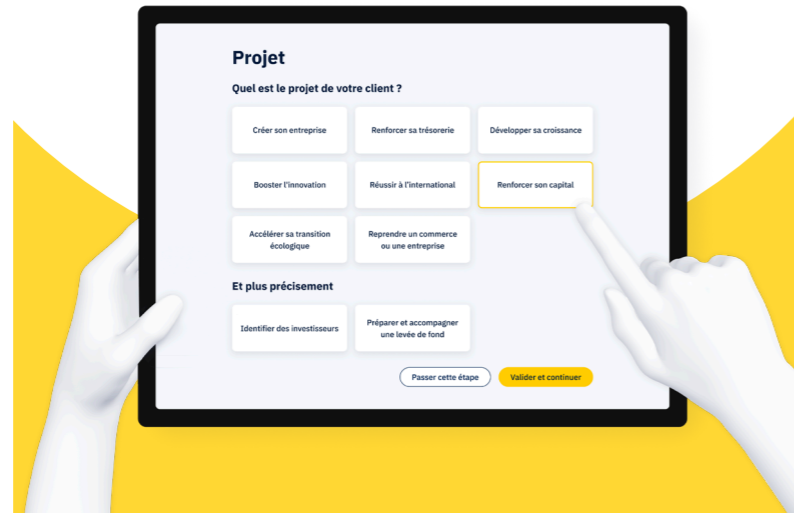 Projet
Quel est le projet de votre client ?
Créer son entreprise
Renforcer sa trésorerie
Développer sa croissance
Booster l'innovation
Réussir à l'international
Renforcer son capital
Accélérer sa transition
écologique
Reprendre un commerce
ou une entreprise
Et plus précisement
Identifier des investisseurs
Préparer et accompagner
une levée de fond
Passer cette étape
Valider et continuer